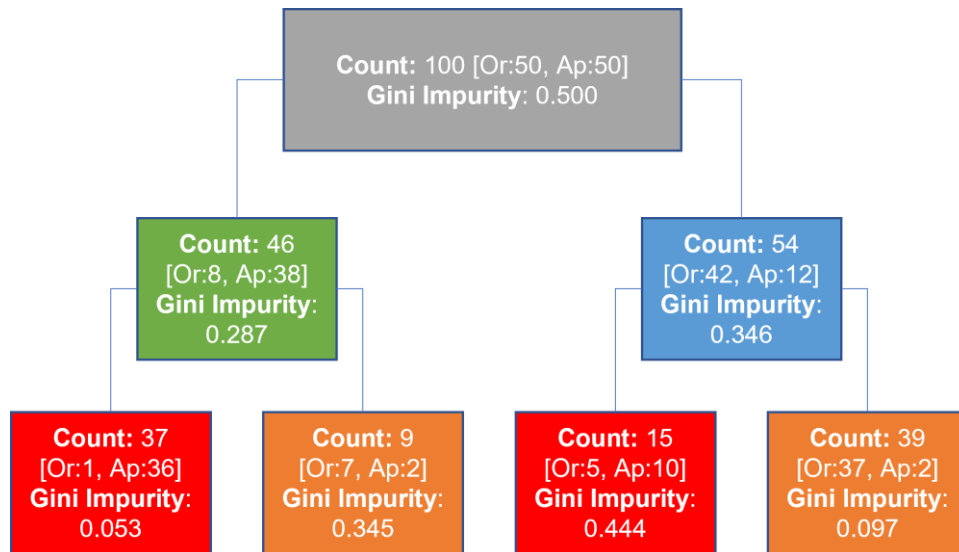 Count: 100 [Or:50, Ap:50]
Gini Impurity: 0.500
Count: 46
[Or:8, Ap:38]
Gini Impurity:
0.287
Count: 54
[Or:42, Ap:12]
Gini Impurity:
0.346
Count: 37
[Or:1, Ap:36]
Gini Impurity:
0.053
Count: 9
[Or:7, Ap:2]
Gini Impurity:
0.345
Count: 15
[Or:5, Ap:10]
Gini Impurity:
0.444
Count: 39
[Or:37, Ap:2]
Gini Impurity:
0.097